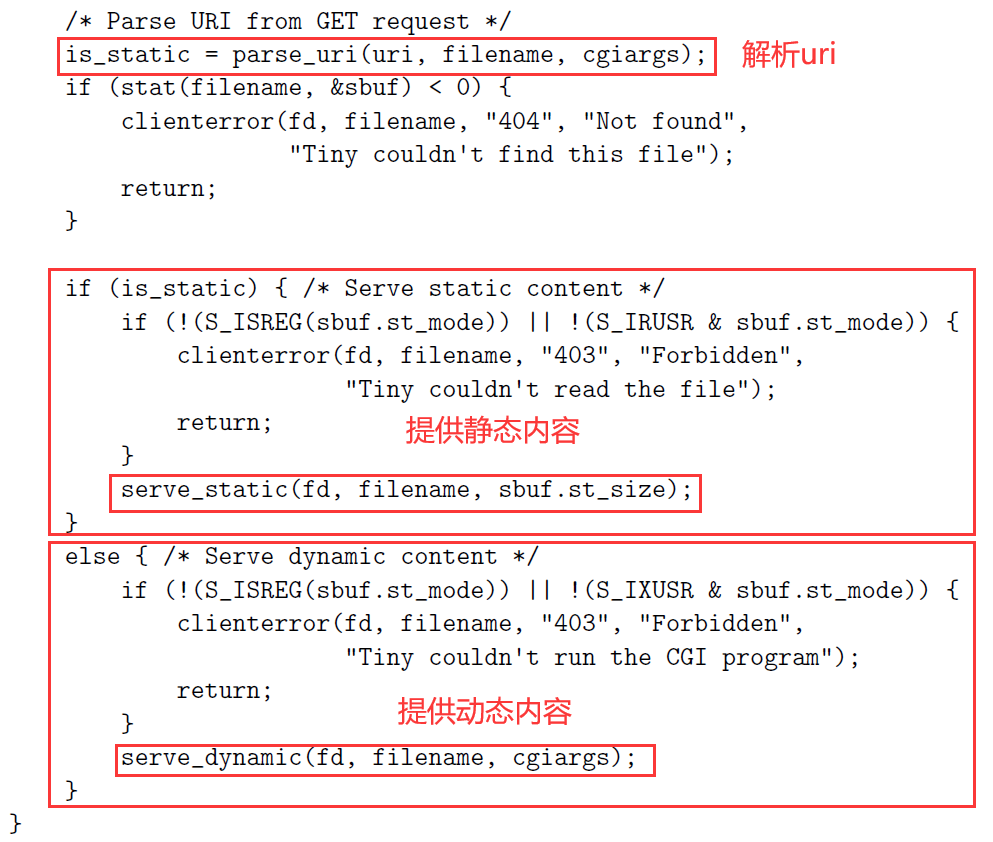 /* Parse URI from GET request */
is_static = parse_uri(uri, filename, cgiargs); 解析uri
if (stat(filename, &sbuf) < 0) {
clienterror(fd, filename, "404", "Not found",
"Tiny couldn't find this file");
return;
}
if (is_static) { /* Serve static content */
if (!(S_ISREG(sbuf.st_mode)) || !(S_IRUSR & sbuf.st_mode)) {
clienterror(fd, filename, "403", "Forbidden",
"Tiny couldn't read the file");
return;
提供静态内容
}
serve_static(fd, filename, sbuf.st_size);
}
else { /* Serve dynamic content */
if (!(S_ISREG(sbuf.st_mode)) || !(S_IXUSR & sbuf.st_mode)) {
clienterror(fd, filename, "403", "Forbidden",
"Tiny couldn't run the CGI program");
return;
提供动态内容
}
serve_dynamic(fd, filename, cgiargs);
}
}